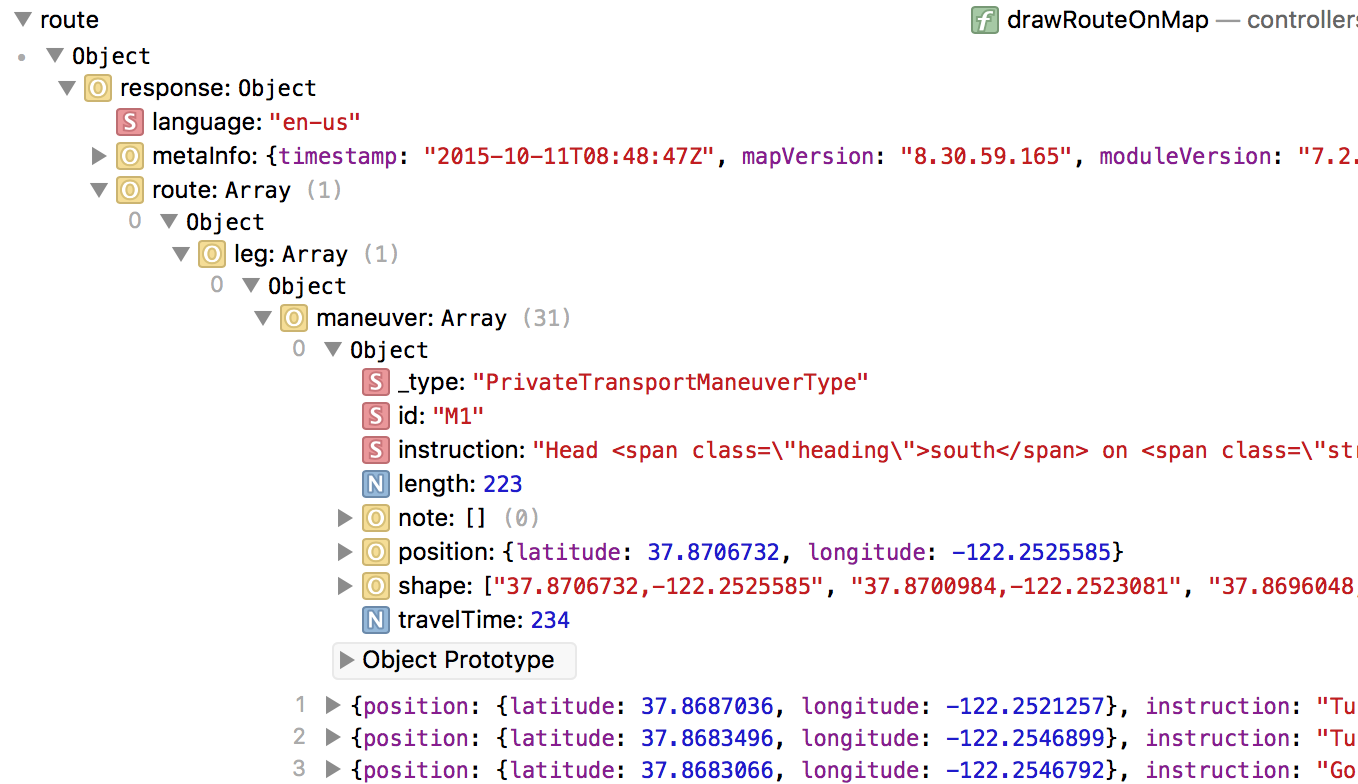 route
drawRouteOnMap — controllers
Object
O response: Object
S language: "en-us"
O metaInfo: {timestamp: "2015-10-11T08:48:47Z", mapVersion: "8.30.59.165", moduleVersion: "7.2.
O route: Array (1)
0 Object
O leg: Array (1)
0 Object
O maneuver: Array (31)
0 Object
S _type: "PrivateTransportManeuverType"
S id: "M1"
S instruction: "Head <span class=\"heading\">south</span> on <span class=\"str
N length: 223
O note: [] (0)
O position: {latitude: 37.8706732, longitude: -122.2525585}
O shape: ["37.8706732,-122.2525585", "37.8700984,-122.2523081", "37.8696048,
N travelTime: 234
Object Prototype
1 {position: {latitude: 37.8687036, longitude: -122.2521257}, instruction: "Tu
2 {position: {latitude: 37.8683496, longitude: -122.2546899}, instruction: "Tu
3 {position: {latitude: 37.8683066, longitude: -122.2546792}, instruction: "Go